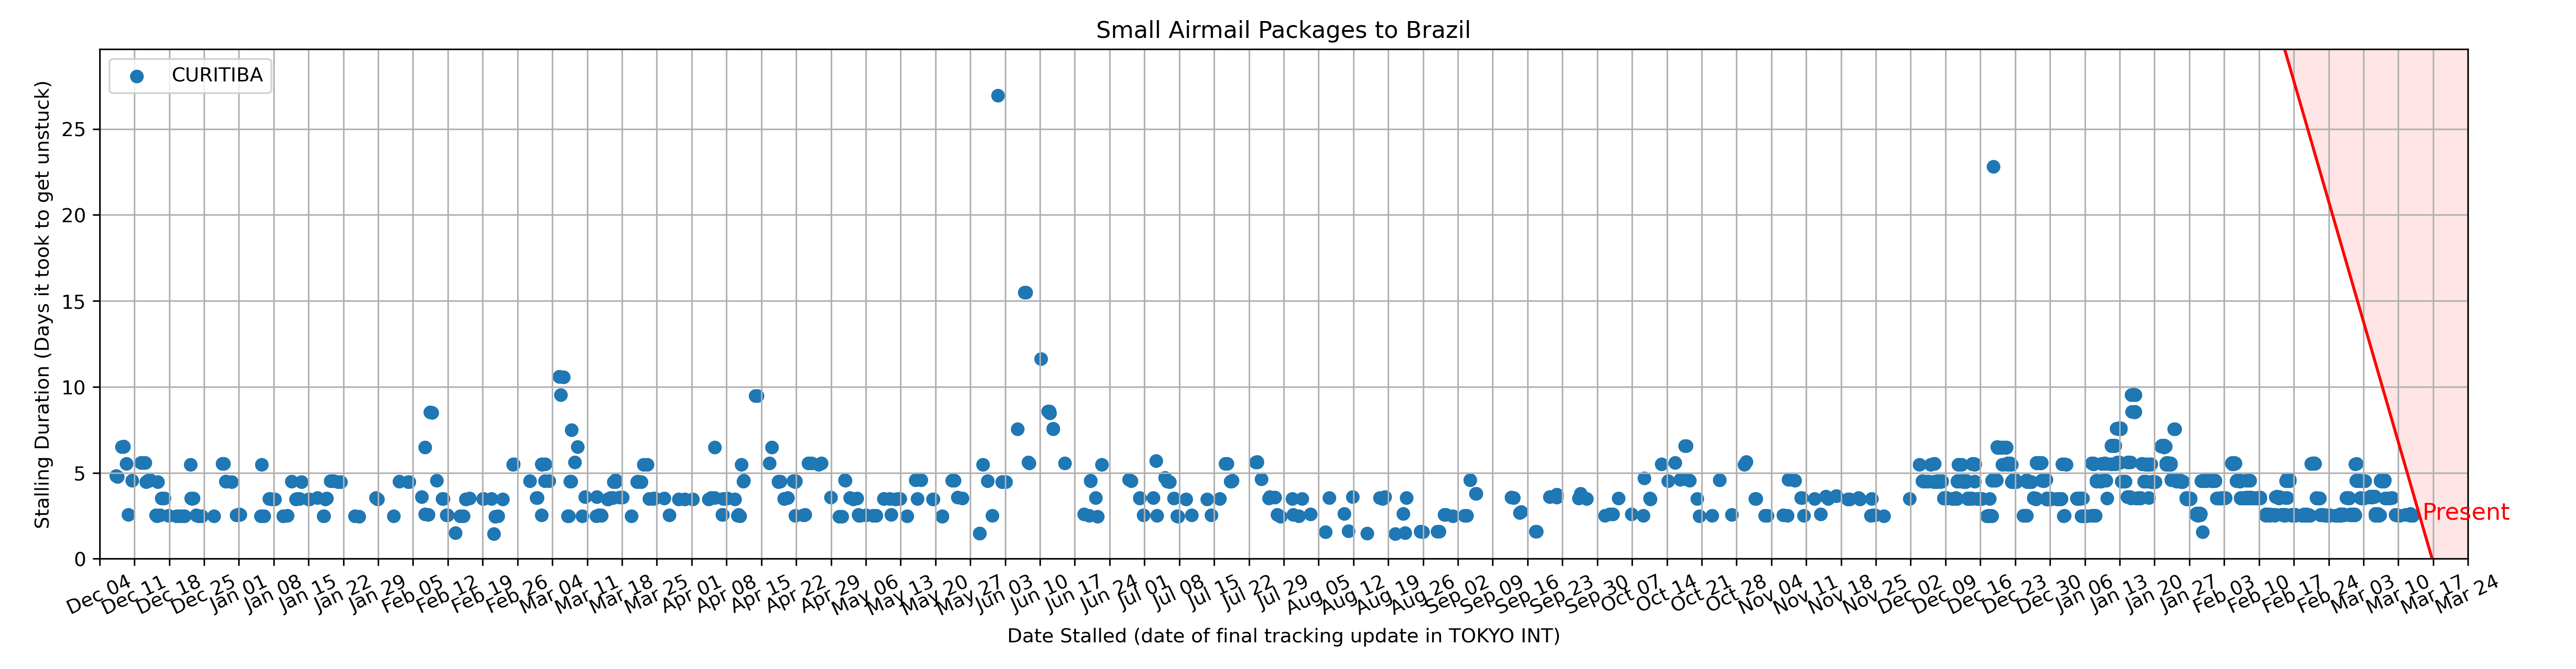 Small Airmail Packages to Brazil
CURITIBA
Stalling Duration (Days it took to get unstuck)
25
20
15
10
5
0
Present
Dec 04
Dec 11
Dec 18
Dec 25
Jan 01
Jan 08
Jan 15
Jan 22
Jan 29
Feb 05
Feb 12
Feb 19
Feb 26
Mar 04
Mar 11
Mar 18
Mar 25
Apr 01
Apr 08
Apr 15
Apr 22
Apr 29
May 06
May 13
May 20
May 27
Jun 03
Jun 10
Jun 17
Jun 24
Jul 01
Jul 08
Jul 15
Jul 22
Jul 29
Aug 05
Aug 12
Aug 19
Aug 26
Sep 02
Sep 09
Sep 16
Sep 23
Sep 30
Oct 07
Oct 14
Oct 21
Oct 28
Nov 04
Nov 11
Nov 18
Nov 25
Dec 02
Dec 09
Dec 16
Dec 23
Dec 30
Jan 06
Jan 13
Jan 20
Jan 27
Feb 03
Feb 10
Feb 17
Feb 24
Mar 03
Mar 10
Mar 17
Mar 24
Date Stalled (date of final tracking update in TOKYO INT)